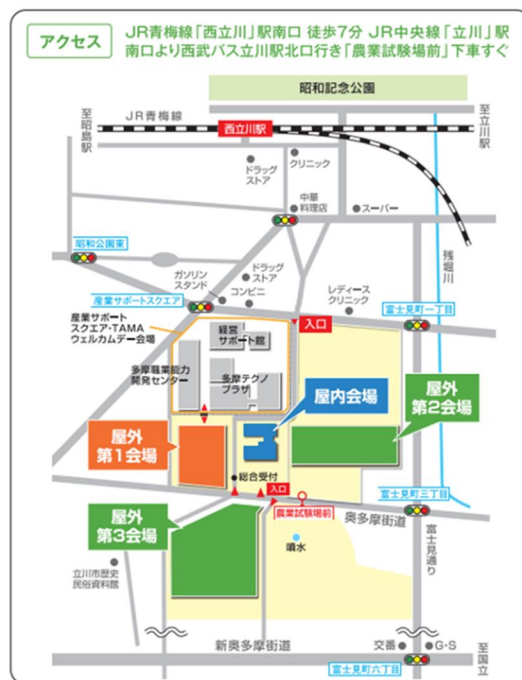 アクセス
JR青梅線「西立川」駅南口 徒歩7分 JR中央線「立川」駅
南口より西武バス立川駅北口行き「農業試験場前」下車すぐ
昭和記念公園
JR青梅線
至昭島駅
西立川駅
至立川駅
クリニック
ドラッグ
ストア
中華
料理店
スーパー
残堀川
昭和公園東
ガソリン
スタンド
ドラッグ
ストア
コンビニ
レディース
クリニック
産業サポートスクエア
富士見町一丁目
産業サポート
スクエア・TAMA
ウェルカムデー会場
経営
サポート館
入口
多摩職業能力
開発センター
多摩テクノ
プラザ
屋内会場
屋外
第2会場
屋外
第1会場
総合受付
入口
農業試験場前
富士見町三丁目
奥多摩街道
屋外
第3会場
噴水
富士見通り
立川市歴史
民俗資料館
新奥多摩街道
交番
G・S
富士見町六丁目
至国立